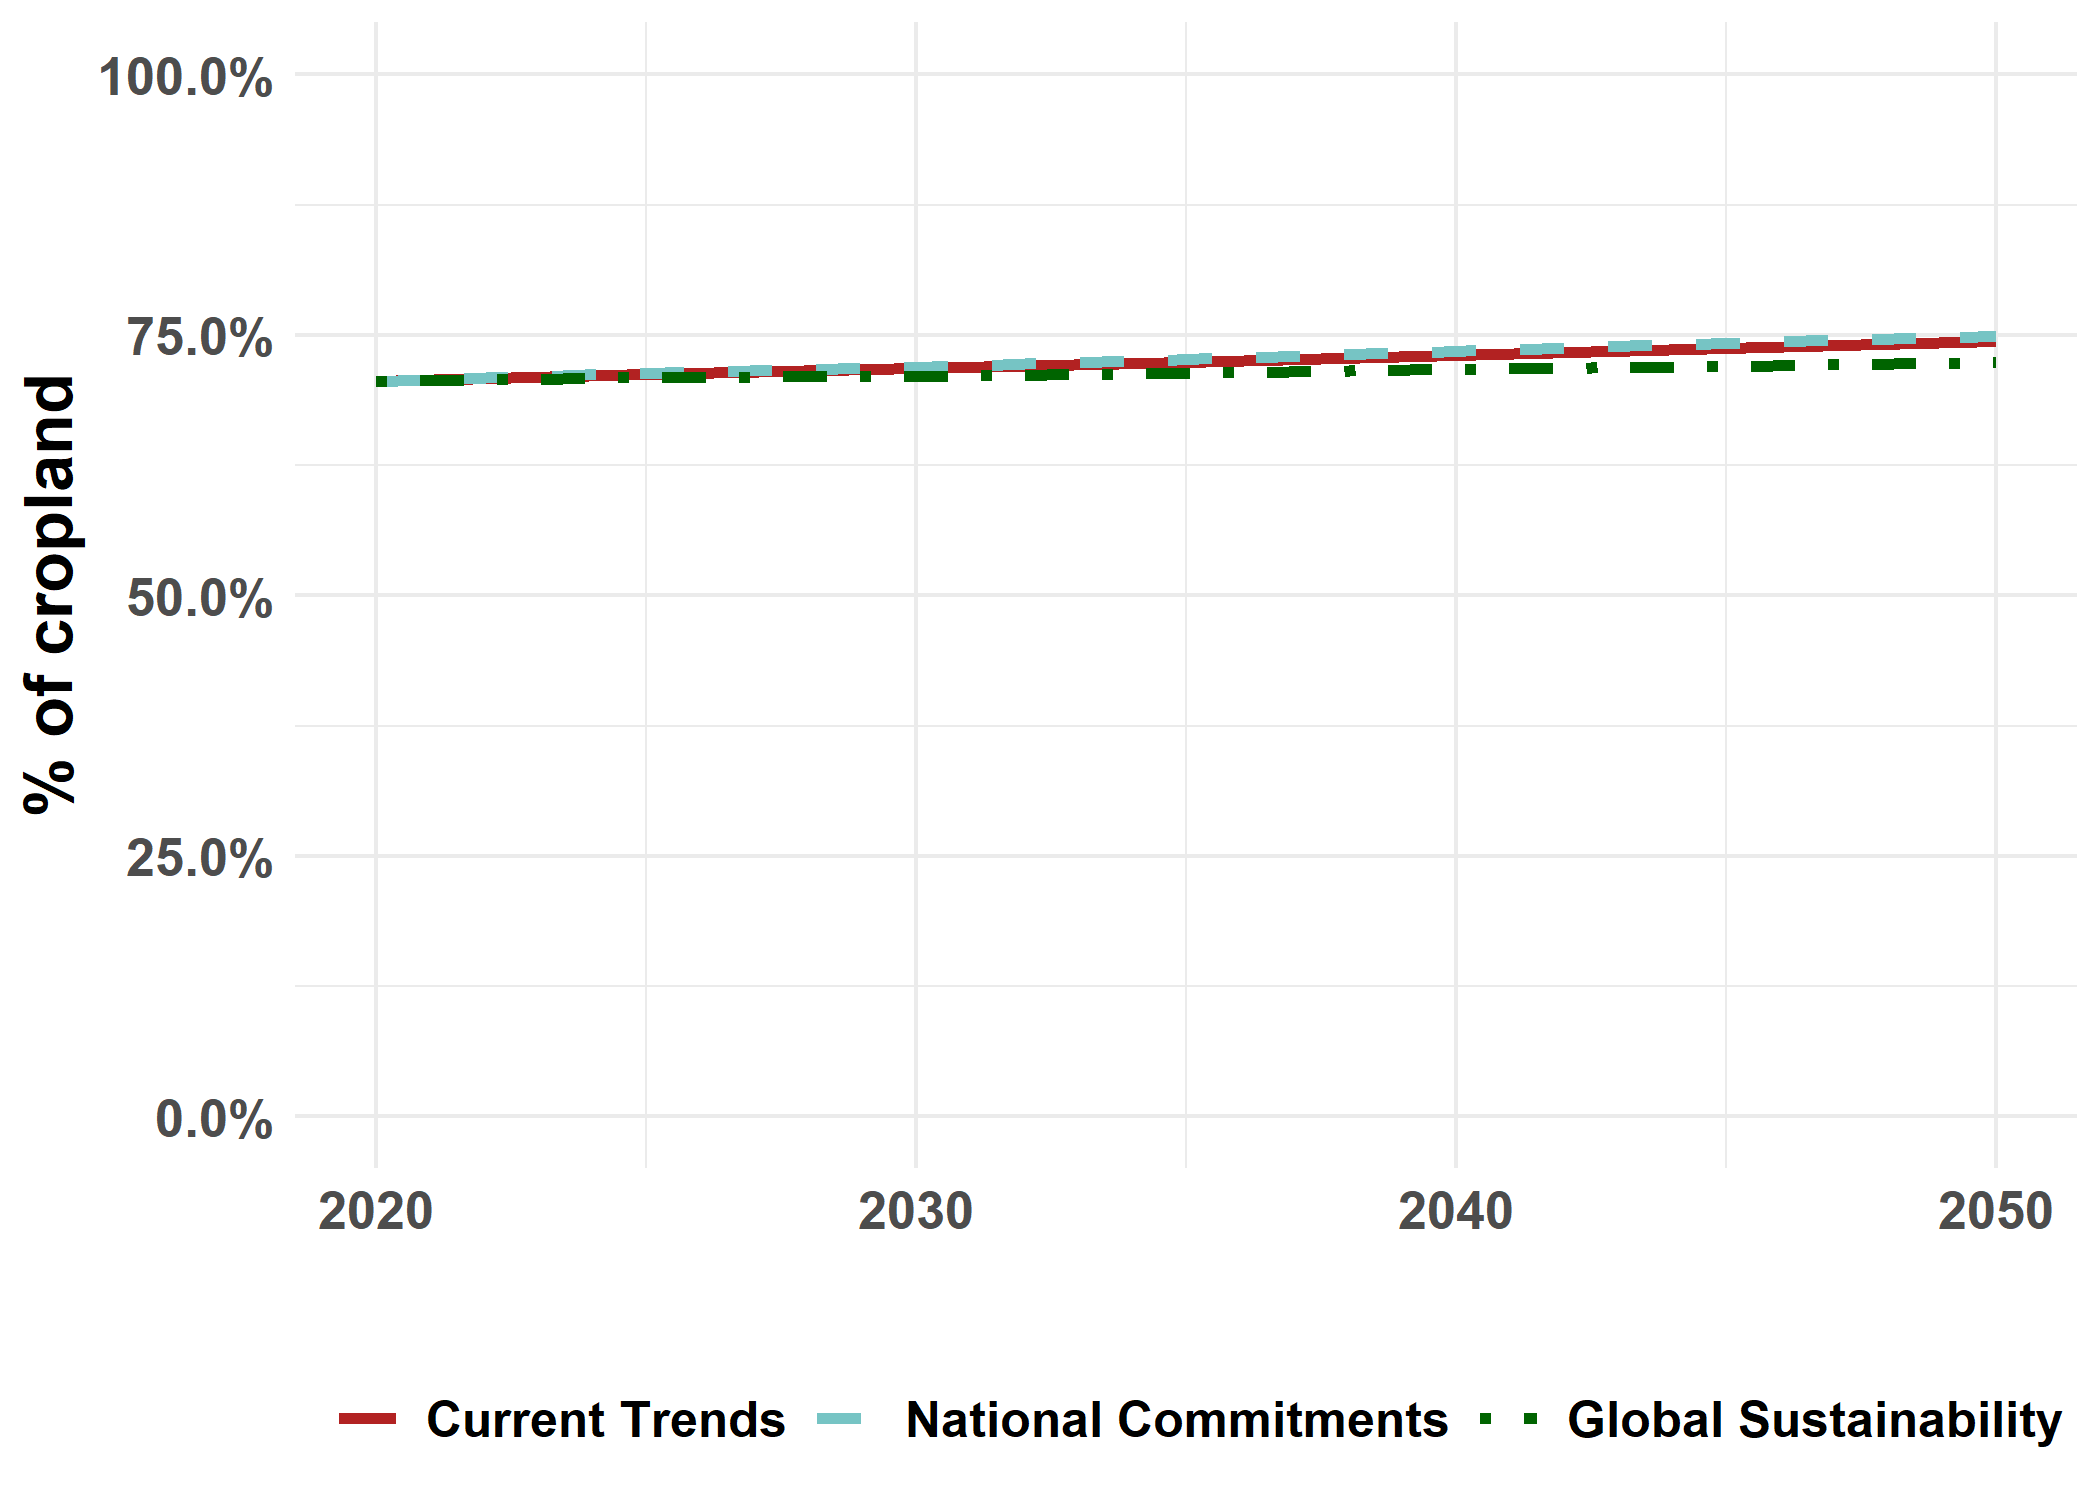 100.0%
75.0%
50.0%
25.0%
0.0%
% of cropland
2020 2030 2040 2050
Current Trends National Commitments Global Sustainability